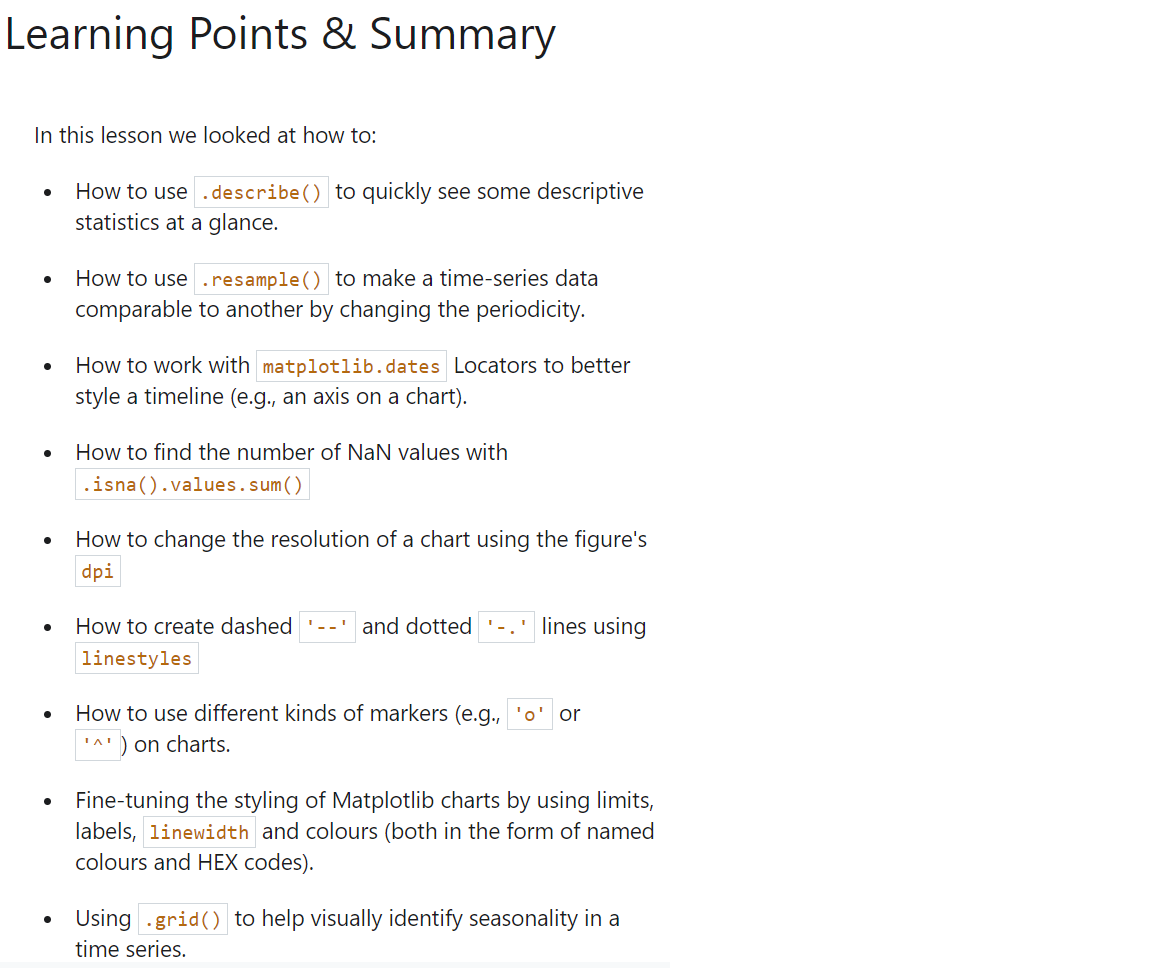 Learning Points & Summary
In this lesson we looked at how to:
• How to use .describe() to quickly see some descriptive
statistics at a glance.
• How to use .resample() to make a time-series data
comparable to another by changing the periodicity.
• How to work with matplotlib.dates Locators to better
style a timeline (e.g., an axis on a chart).
• How to find the number of NaN values with
.isna().values.sum()
• How to change the resolution of a chart using the figure's
dpi
• How to create dashed '--' and dotted '-.' lines using
linestyles
• How to use different kinds of markers (e.g., 'o' or
'^') on charts.
• Fine-tuning the styling of Matplotlib charts by using limits,
labels, linewidth and colours (both in the form of named
colours and HEX codes).
• Using .grid() to help visually identify seasonality in a
time series.